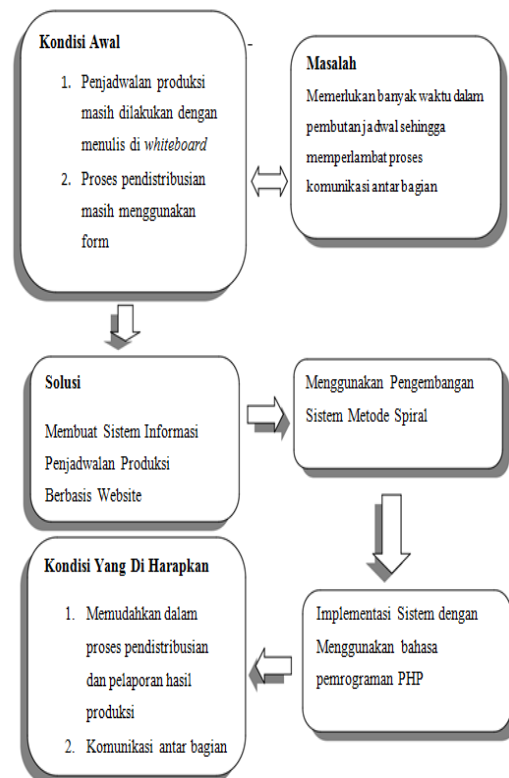 Kondisi Awal
1. Penjadwalan produksi
masih dilakukan dengan
menulis di whiteboard
2. Proses pendistribusian
masih menggunakan
form
Masalah
Memerlukan banyak waktu dalam
pembutan jadwal sehingga
memperlambat proses
komunikasi antar bagian
Solusi
Membuat Sistem Informasi
Penjadwalan Produksi
Berbasis Website
Menggunakan Pengembangan
Sistem Metode Spiral
Implementasi Sistem dengan
Menggunakan bahasa
pemrograman PHP
Kondisi Yang Di Harapkan
1. Memudahkan dalam
proses pendistribusian
dan pelaporan hasil
produksi
2. Komunikasi antar bagian